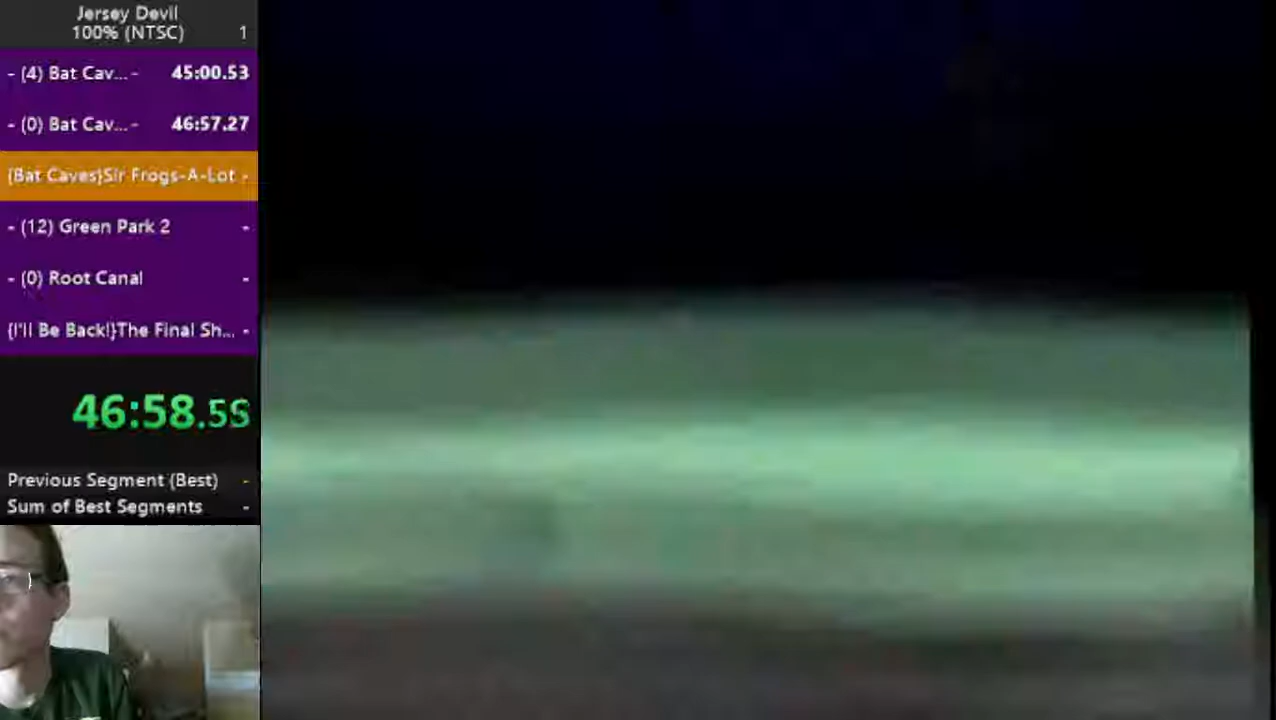 Jersey Devil
100% (NTSC) 1
- (4) Bat Cav... - 45:00.53
- (0) Bat Cav... - 46:57.27
{Bat Caves}Sir Frogs-A-Lot -
- (12) Green Park 2 -
- (0) Root Canal -
{I'll Be Back!}The Final Sh... -
46:58.55
Previous Segment (Best) -
Sum of Best Segments -